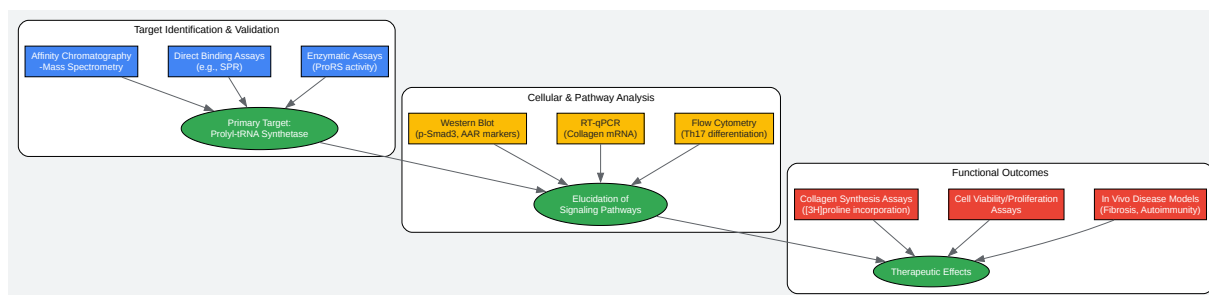 Target Identification & Validation
Affinity Chromatography
-Mass Spectrometry
Direct Binding Assays
(e.g., SPR)
Enzymatic Assays
(ProRS activity)
Primary Target:
Prolyl-tRNA Synthetase
Cellular & Pathway Analysis
Western Blot
(p-Smad3, AAR markers)
RT-qPCR
(Collagen mRNA)
Flow Cytometry
(Th17 differentiation)
Elucidation of
Signaling Pathways
Functional Outcomes
Collagen Synthesis Assays
([3H]proline incorporation)
Cell Viability/Proliferation
Assays
In Vivo Disease Models
(Fibrosis, Autoimmunity)
Therapeutic Effects